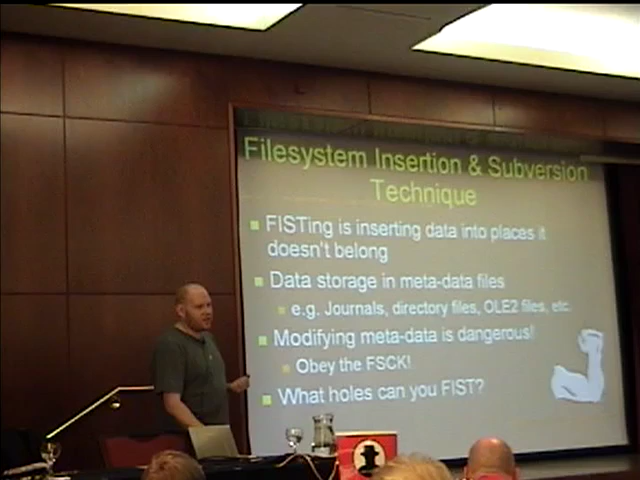 Filesystem Insertion & Subversion
Technique
FISTing is inserting data into places it
doesn't belong
Data storage in meta-data files
e.g. Journals, directory files, OLE2 files, etc.
Modifying meta-data is dangerous!
Obey the FSCK!
What holes can you FIST?